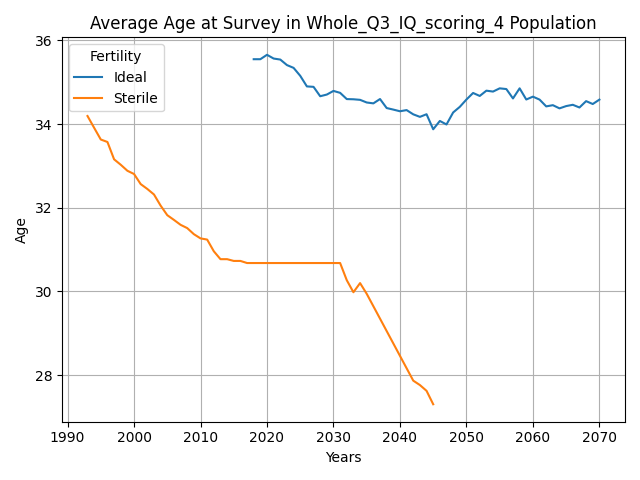 Average Age at Survey in Whole_Q3_IQ_scoring_4 Population
Fertility
Ideal
Sterile
Age
36
34
32
30
28
1990 2000 2010 2020 2030 2040 2050 2060 2070
Years